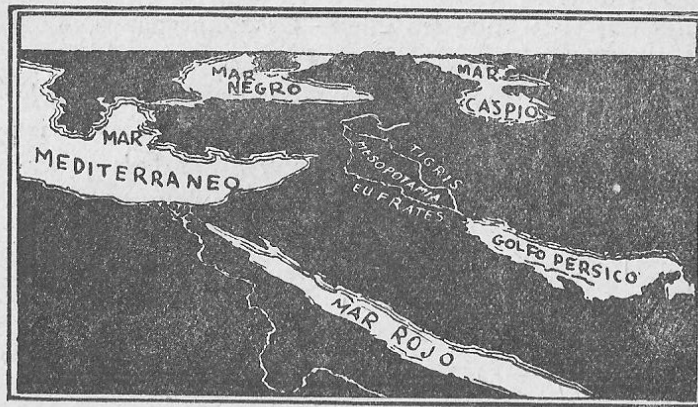 MAR
NEGRO
MAR
CASPIO
MAR
MEDITERRANEO
TIGRIS
MESOPOTAMIA
EUFRATES
GOLFO PERSICO
MAR ROJO